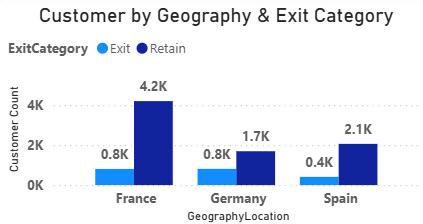 Customer by Geography & Exit Category
ExitCategory Exit Retain
Customer Count
4K
2K
0K
0.8K
4.2K
0.8K
1.7K
0.4K
2.1K
France
Germany
Spain
GeographyLocation